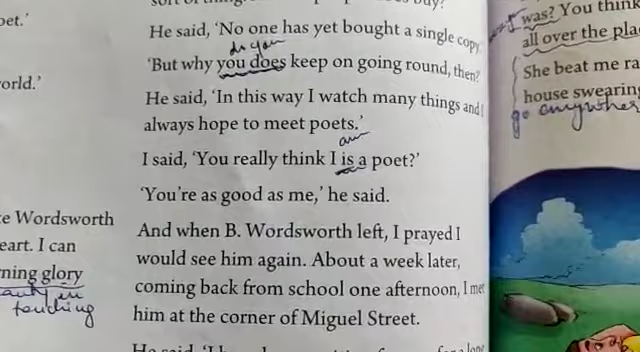 He said, 'No one has yet bought a single copy.'
do you
'But why you does keep on going round, then?
He said, 'In this way I watch many things and I
always hope to meet poets.'
am
I said, 'You really think I is a poet?'
'You're as good as me,' he said.
And when B. Wordsworth left, I prayed I
would see him again. About a week later,
coming back from school one afternoon, I met
him at the corner of Miguel Street.
He said,
oet.'
orld.'
e Wordsworth
eart. I can
ning glory
touching
was? You think
all over the pla
She beat me ra
house swearing
go anywhere